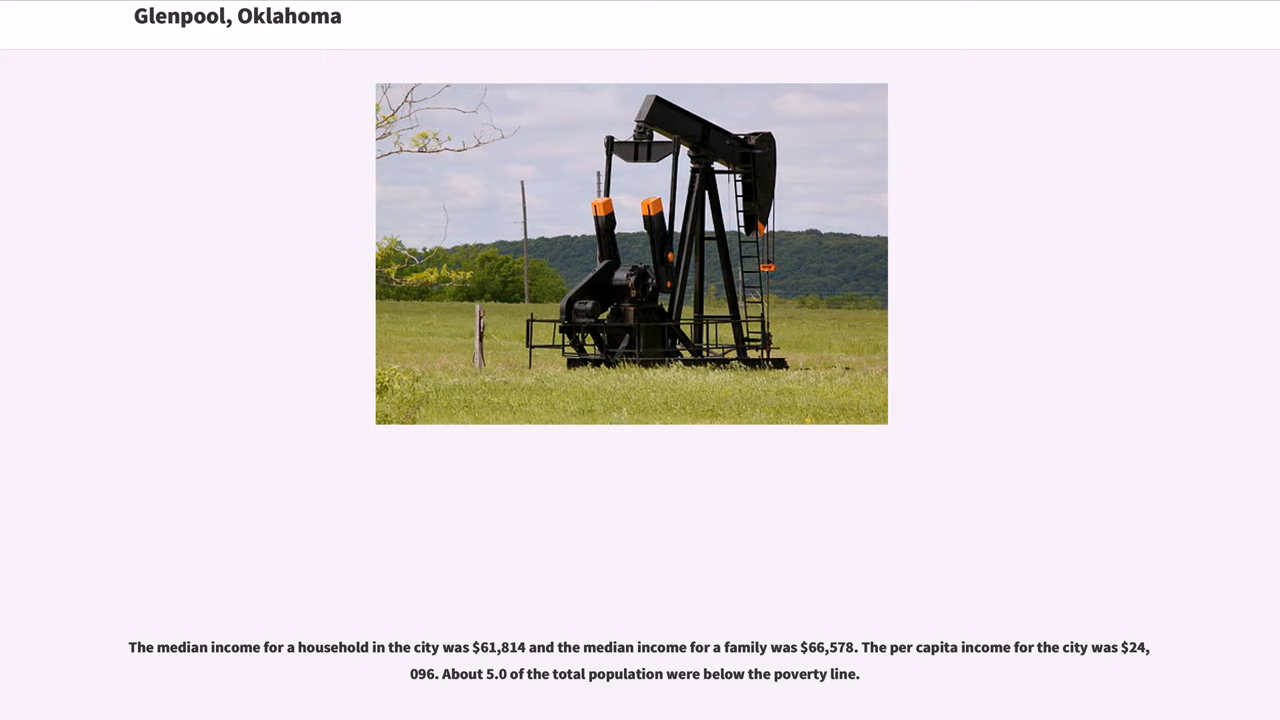 Glenpool, Oklahoma
The median income for a household in the city was $61,814 and the median income for a family was $66,578. The per capita income for the city was $24,
096. About 5.0 of the total population were below the poverty line.